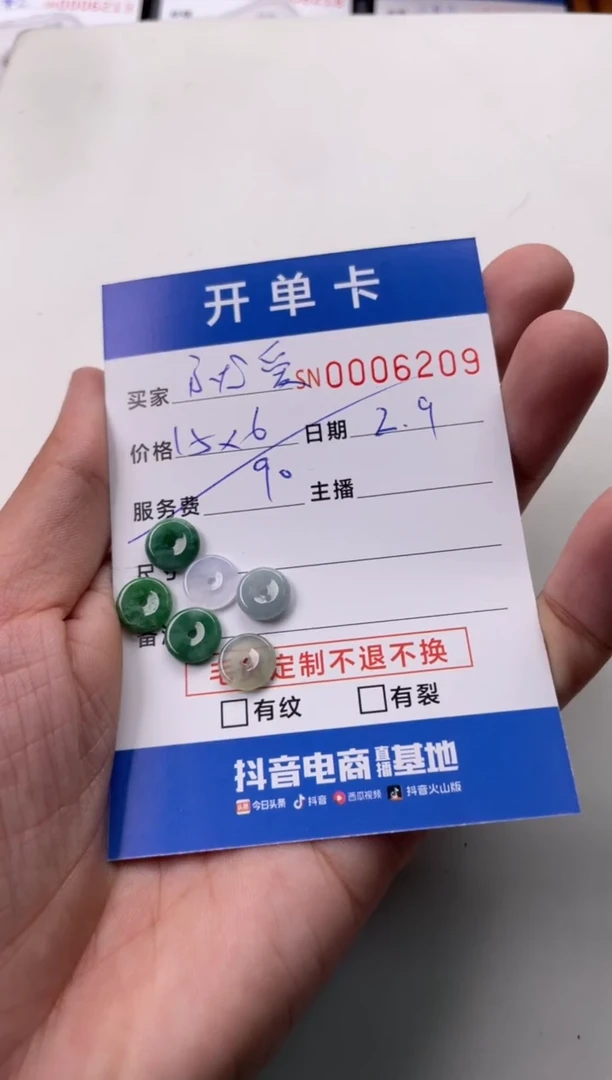 开单卡
买家 SN0006209
价格 15x6 日期 2.9
90
服务费 主播
定制不退不换
有纹 有裂
抖音电商直播基地
头条 今日头条 抖音 西瓜视频 抖音火山版